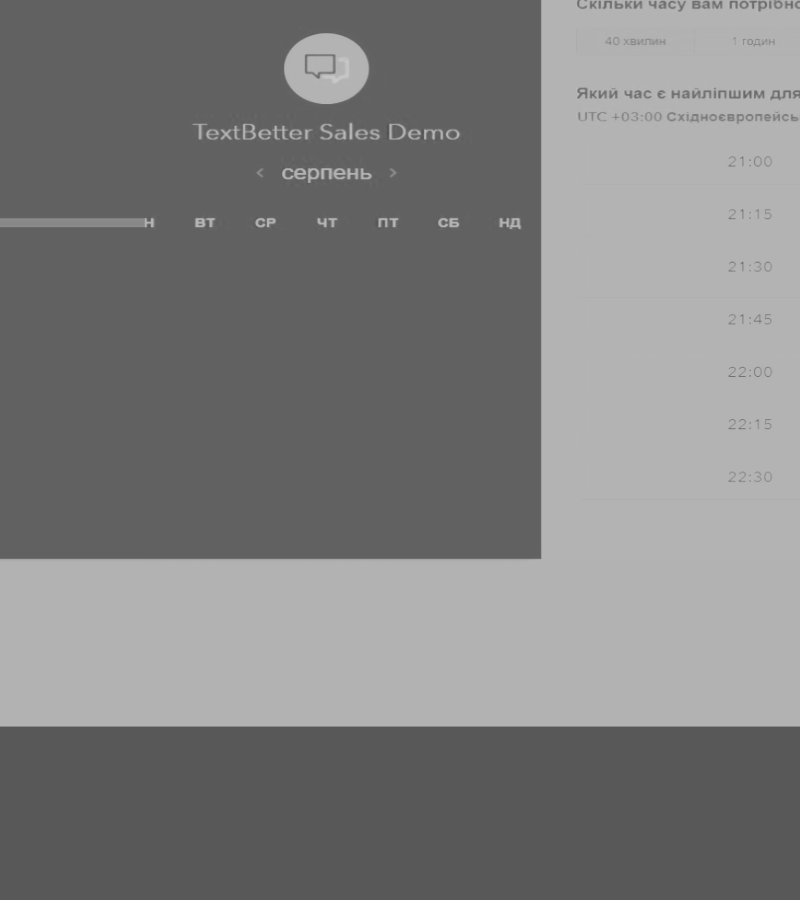 TextBetter Sales Demo
< серпень >
ВТ СР ЧТ ПТ СБ НД
Скільки часу вам
40 хвилин 1 годин
Який час є найліпшим для
UTC +03:00
21:00
21:15
21:30
21:45
22:00
22:15
22:30